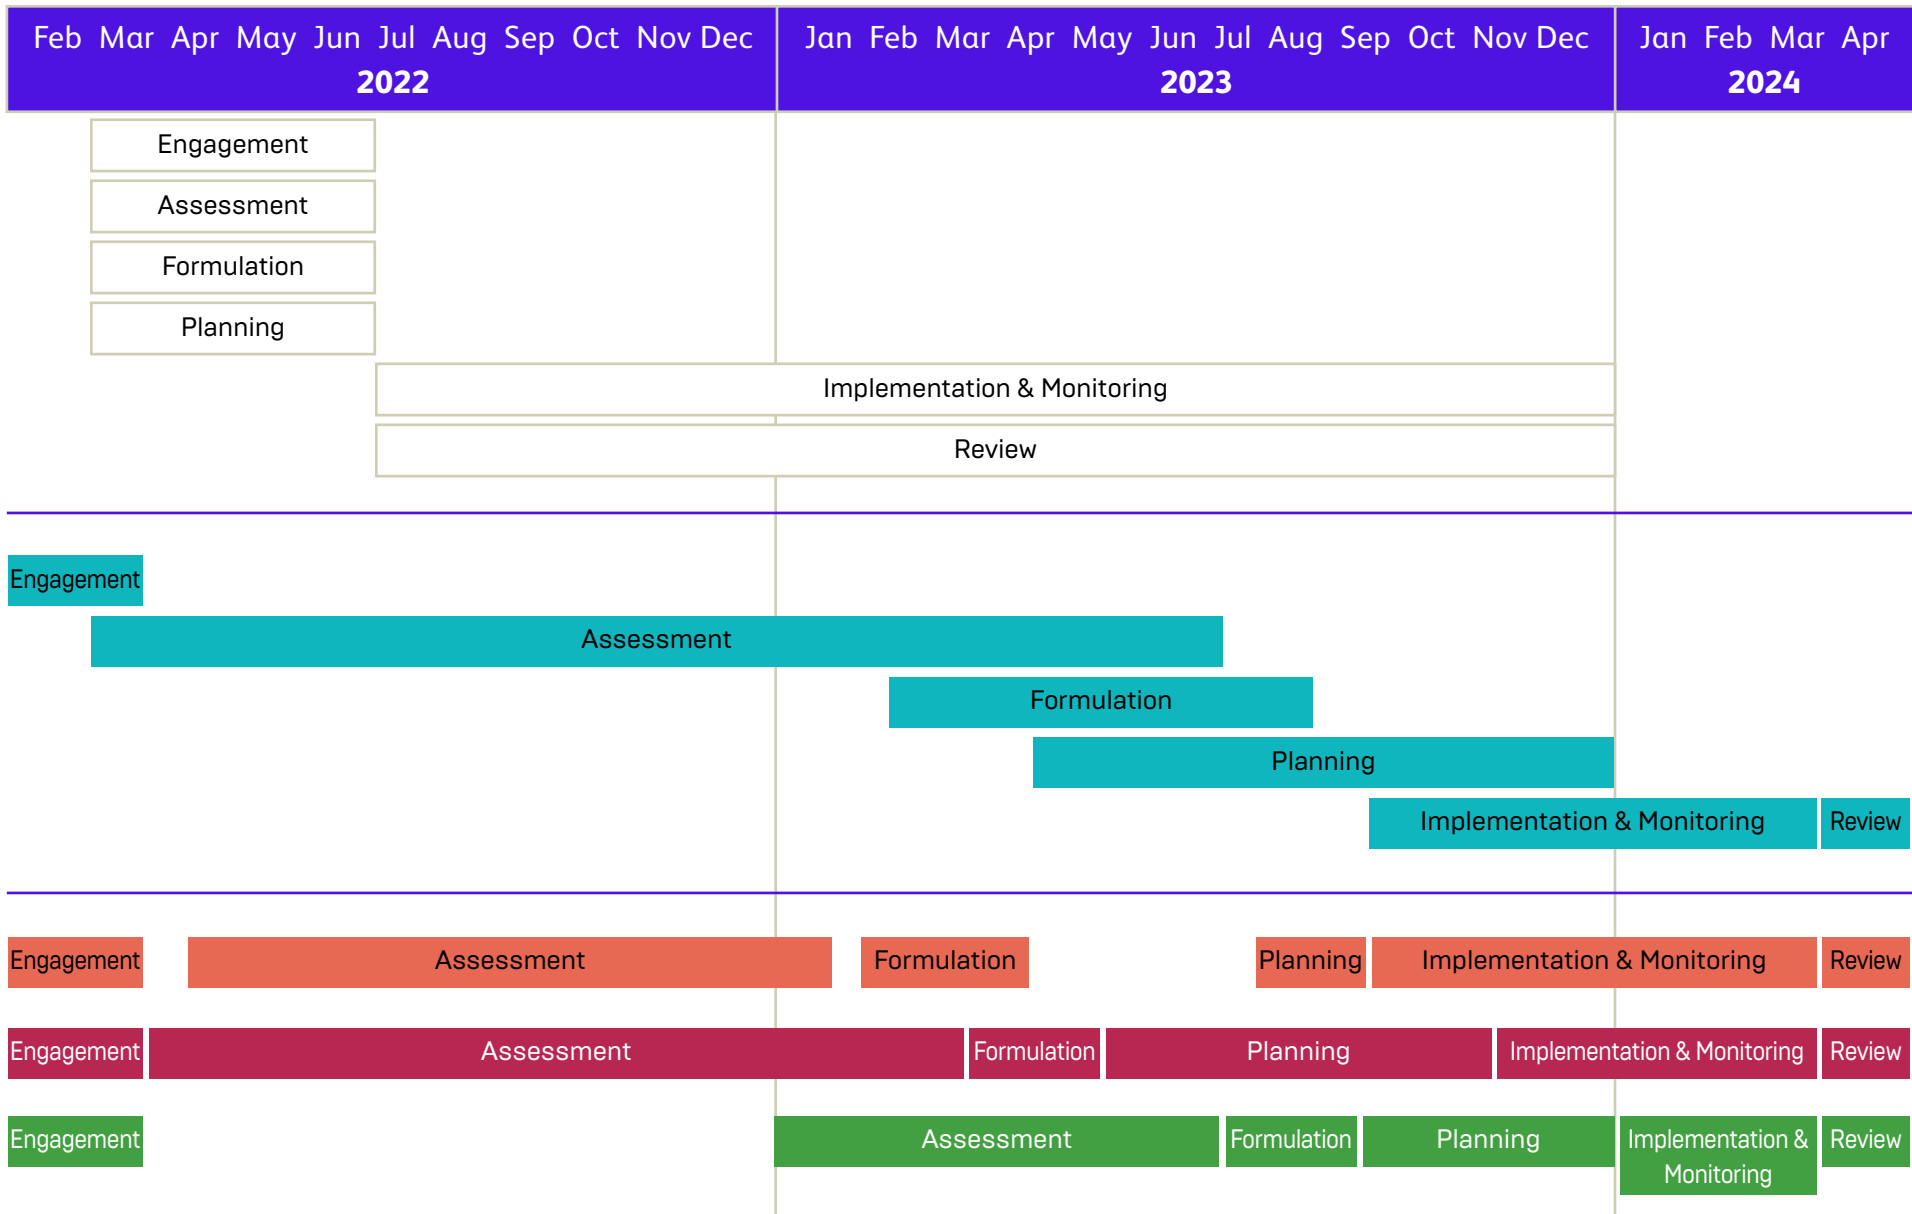 Feb Mar Apr May Jun Jul Aug Sep Oct Nov Dec Jan Feb Mar Apr May Jun Jul Aug Sep Oct Nov Dec Jan Feb Mar Apr
2022 2023 2024
Engagement
Assessment
Formulation
Planning
Implementation & Monitoring
Review
Engagement
Assessment
Formulation
Planning
Implementation & Monitoring Review
Engagement Assessment Formulation Planning Implementation & Monitoring Review
Engagement Assessment Formulation Planning Implementation & Monitoring Review
Engagement Assessment Formulation Planning Implementation & Review
Monitoring